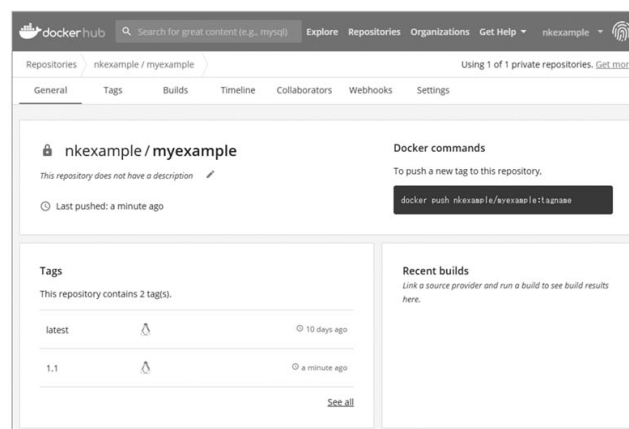 dockerhub
Search for great content (e.g., mysql)
Explore Repositories Organizations Get Help nkexample
Repositories nkexample / myexample
Using 1 of 1 private repositories. Get mor
General Tags Builds Timeline Collaborators Webhooks Settings
nkexample / myexample
This repository does not have a description
Last pushed: a minute ago
Docker commands
To push a new tag to this repository,
docker push nkexample/myexample:tagname
Tags
This repository contains 2 tag(s).
latest 10 days ago
1.1 a minute ago
See all
Recent builds
Link a source provider and run a build to see build results
here.